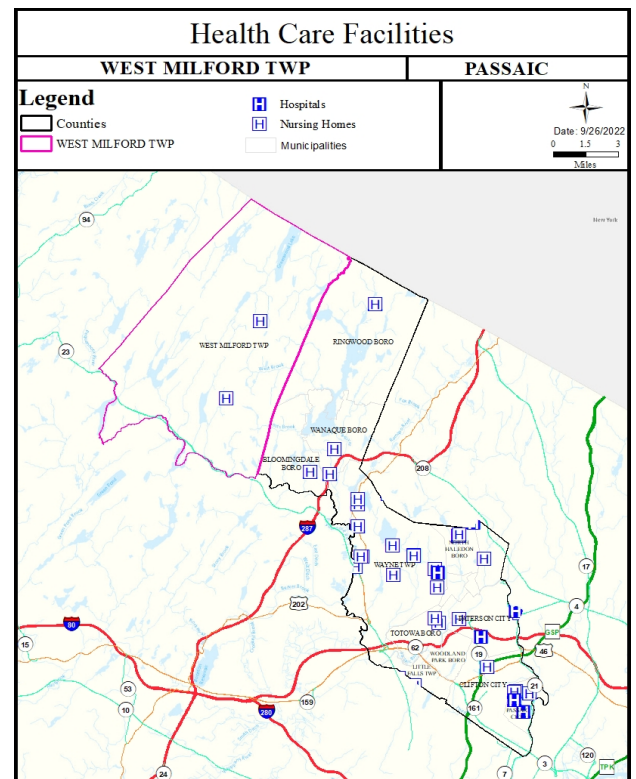 Health Care Facilities
WEST MILFORD TWP
PASSAIC
Legend
Counties
WEST MILFORD TWP
H Hospitals
H Nursing Homes
Municipalities
N
Date: 9/26/2022
0 1.5 3
Miles
94
New York
23
WEST MILFORD TWP
RINGWOOD BORO
WANAQUE BORO
BLOOMINGDALE
BORO
208
287
17
HALEDON
BORO
WAYNE TWP
202
4
80
PATERSON CITY
GSP
TOTOWA BORO
15
62
19
46
WOODLAND
PARK BORO
LITTLE
FALLS TWP
CLIFTON CITY
21
53
159
161
10
280
120
24
7
3
TPK